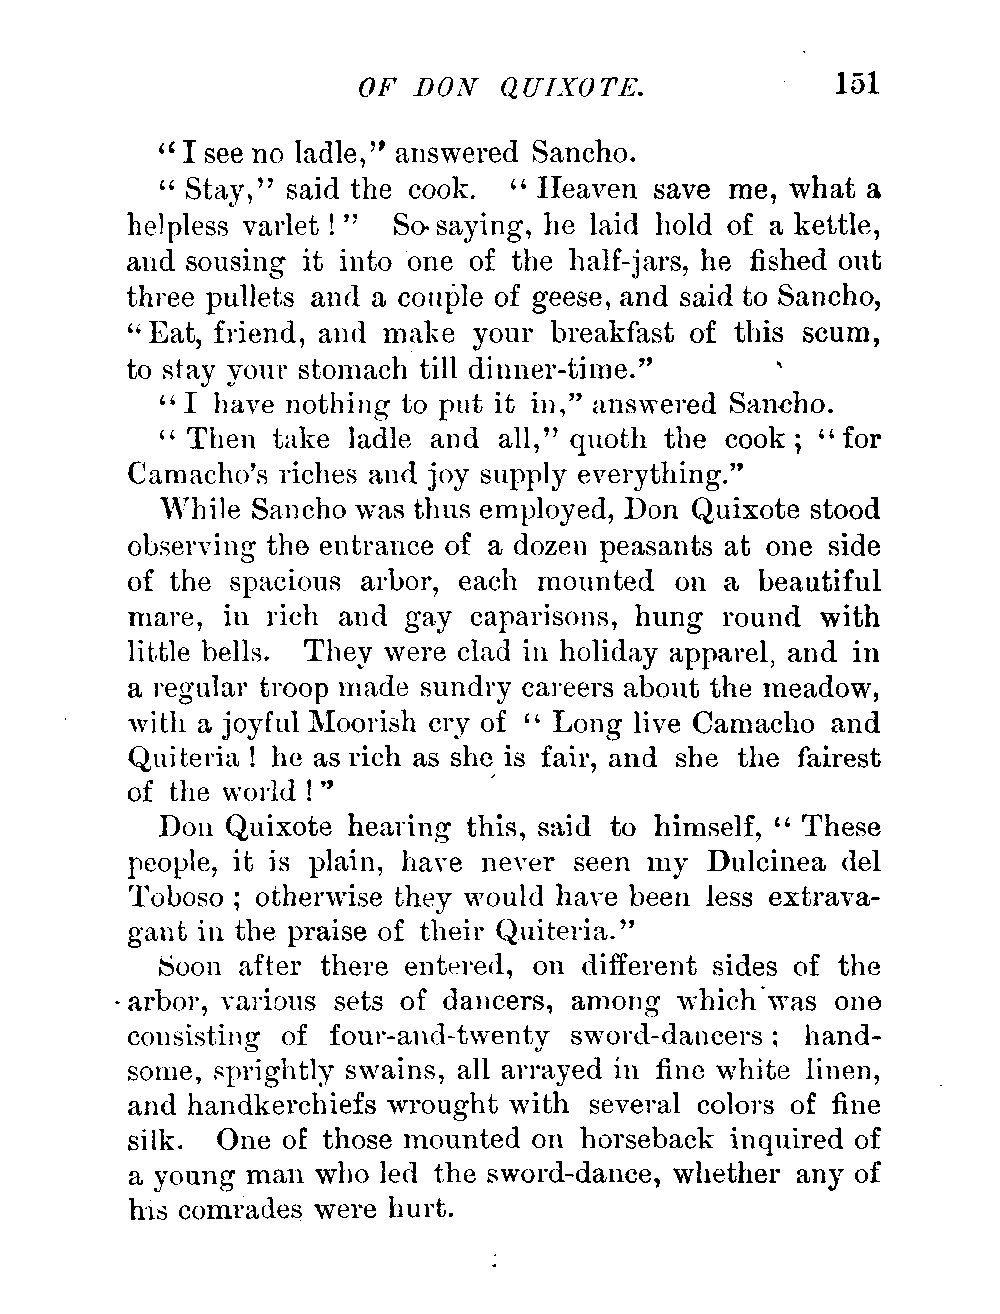 OF DON QUIXOTE. 151
“I see no ladle,” answered Sancho.
“Stay,” said the cook. “Heaven save me, what a
helpless varlet!” So saying, he laid hold of a kettle,
and sousing it into one of the half-jars, he fished out
three pullets and a couple of geese, and said to Sancho,
“Eat, friend, and make your breakfast of this scum,
to stay your stomach till dinner-time.”
“I have nothing to put it in,” answered Sancho.
“Then take ladle and all,” quoth the cook; “for
Camacho’s riches and joy supply everything.”
While Sancho was thus employed, Don Quixote stood
observing the entrance of a dozen peasants at one side
of the spacious arbor, each mounted on a beautiful
mare, in rich and gay caparisons, hung round with
little bells. They were clad in holiday apparel, and in
a regular troop made sundry careers about the meadow,
with a joyful Moorish cry of “Long live Camacho and
Quiteria! he as rich as she is fair, and she the fairest
of the world!”
Don Quixote hearing this, said to himself, “These
people, it is plain, have never seen my Dulcinea del
Toboso; otherwise they would have been less extrava-
gant in the praise of their Quiteria.”
Soon after there entered, on different sides of the
arbor, various sets of dancers, among which was one
consisting of four-and-twenty sword-dancers; hand-
some, sprightly swains, all arrayed in fine white linen,
and handkerchiefs wrought with several colors of fine
silk. One of those mounted on horseback inquired of
a young man who led the sword-dance, whether any of
his comrades were hurt.